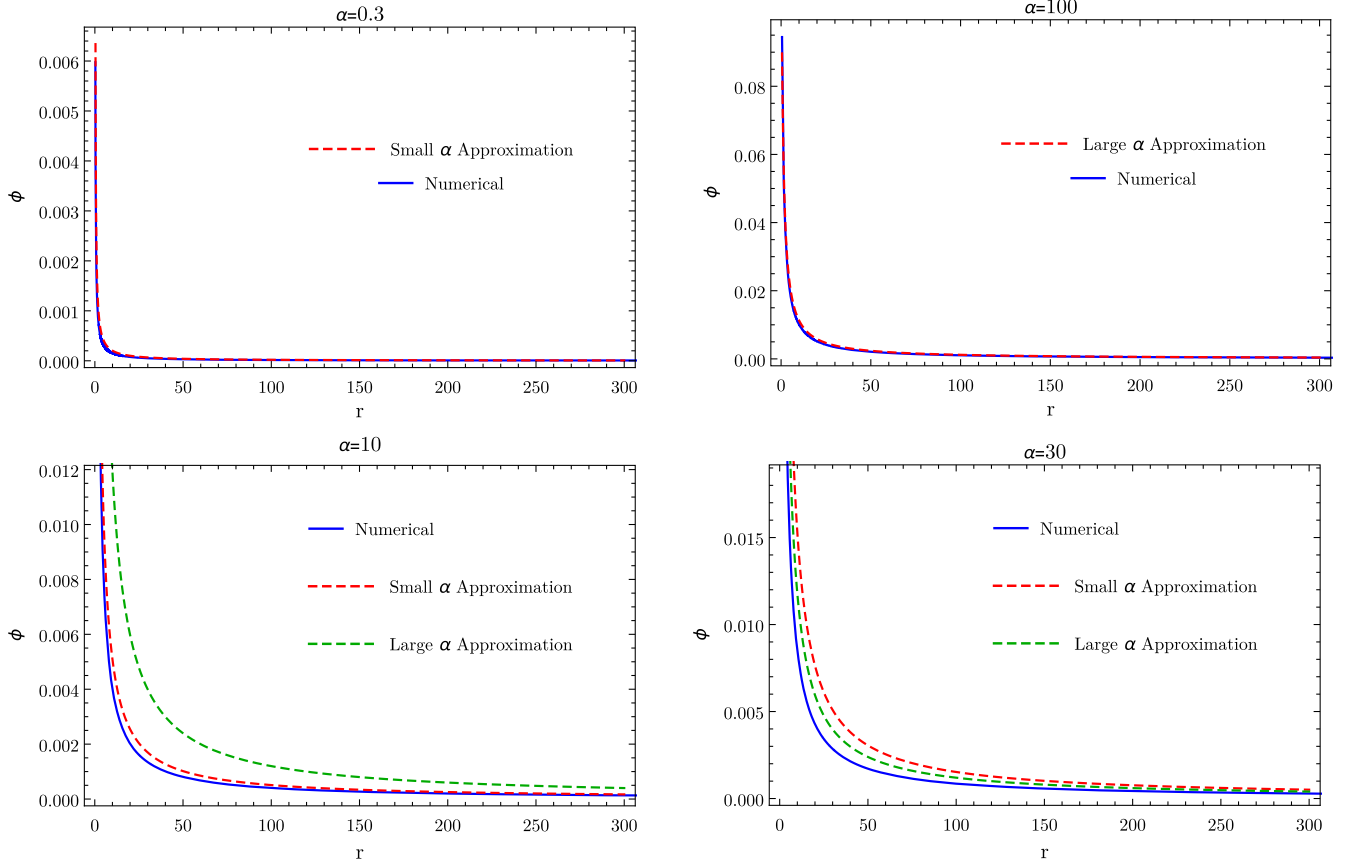 α=0.3
0.006
0.005
0.004
0.003
0.002
0.001
0.000
ϕ
Small α Approximation
Numerical
0 50 100 150 200 250 300
r
α=100
0.08
0.06
0.04
0.02
0.00
ϕ
Large α Approximation
Numerical
0 50 100 150 200 250 300
r
α=10
0.012
0.010
0.008
0.006
0.004
0.002
0.000
ϕ
Numerical
Small α Approximation
Large α Approximation
0 50 100 150 200 250 300
r
α=30
0.015
0.010
0.005
0.000
ϕ
Numerical
Small α Approximation
Large α Approximation
0 50 100 150 200 250 300
r